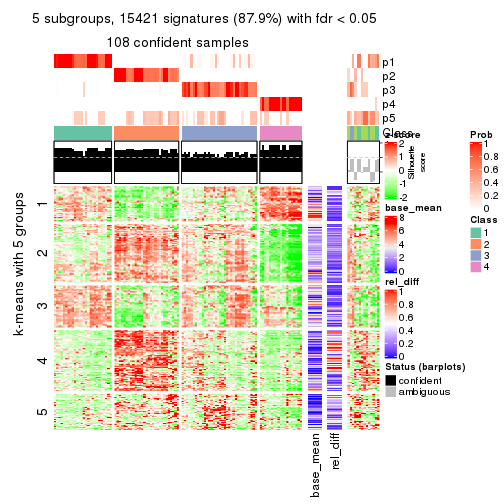 5 subgroups, 15421 signatures (87.9%) with fdr < 0.05
108 confident samples
p1
p2
p3
p4
p5
Class
Silhouette
score
k-means with 5 groups
1
2
3
4
5
base_mean
rel_diff
z-score
2
1
0
-1
-2
base_mean
8
6
4
2
0
rel_diff
1
0.8
0.6
0.4
0.2
0
Status (barplots)
confident
ambiguous
Prob
1
0.8
0.6
0.4
0.2
0
Class
1
2
3
4